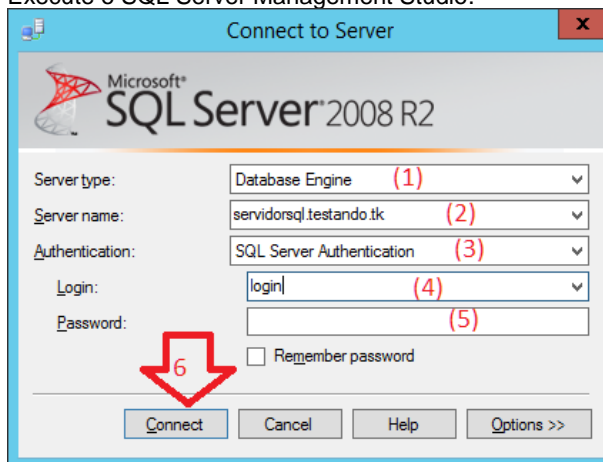 Execute o SQL Server Management Studio.
Connect to Server
x
Microsoft®
SQL Server® 2008 R2
Server type: Database Engine (1)
Server name: servidorsql.testando.tk (2)
Authentication: SQL Server Authentication (3)
Login: login (4)
Password: (5)
Remember password
6
Connect Cancel Help Options >>